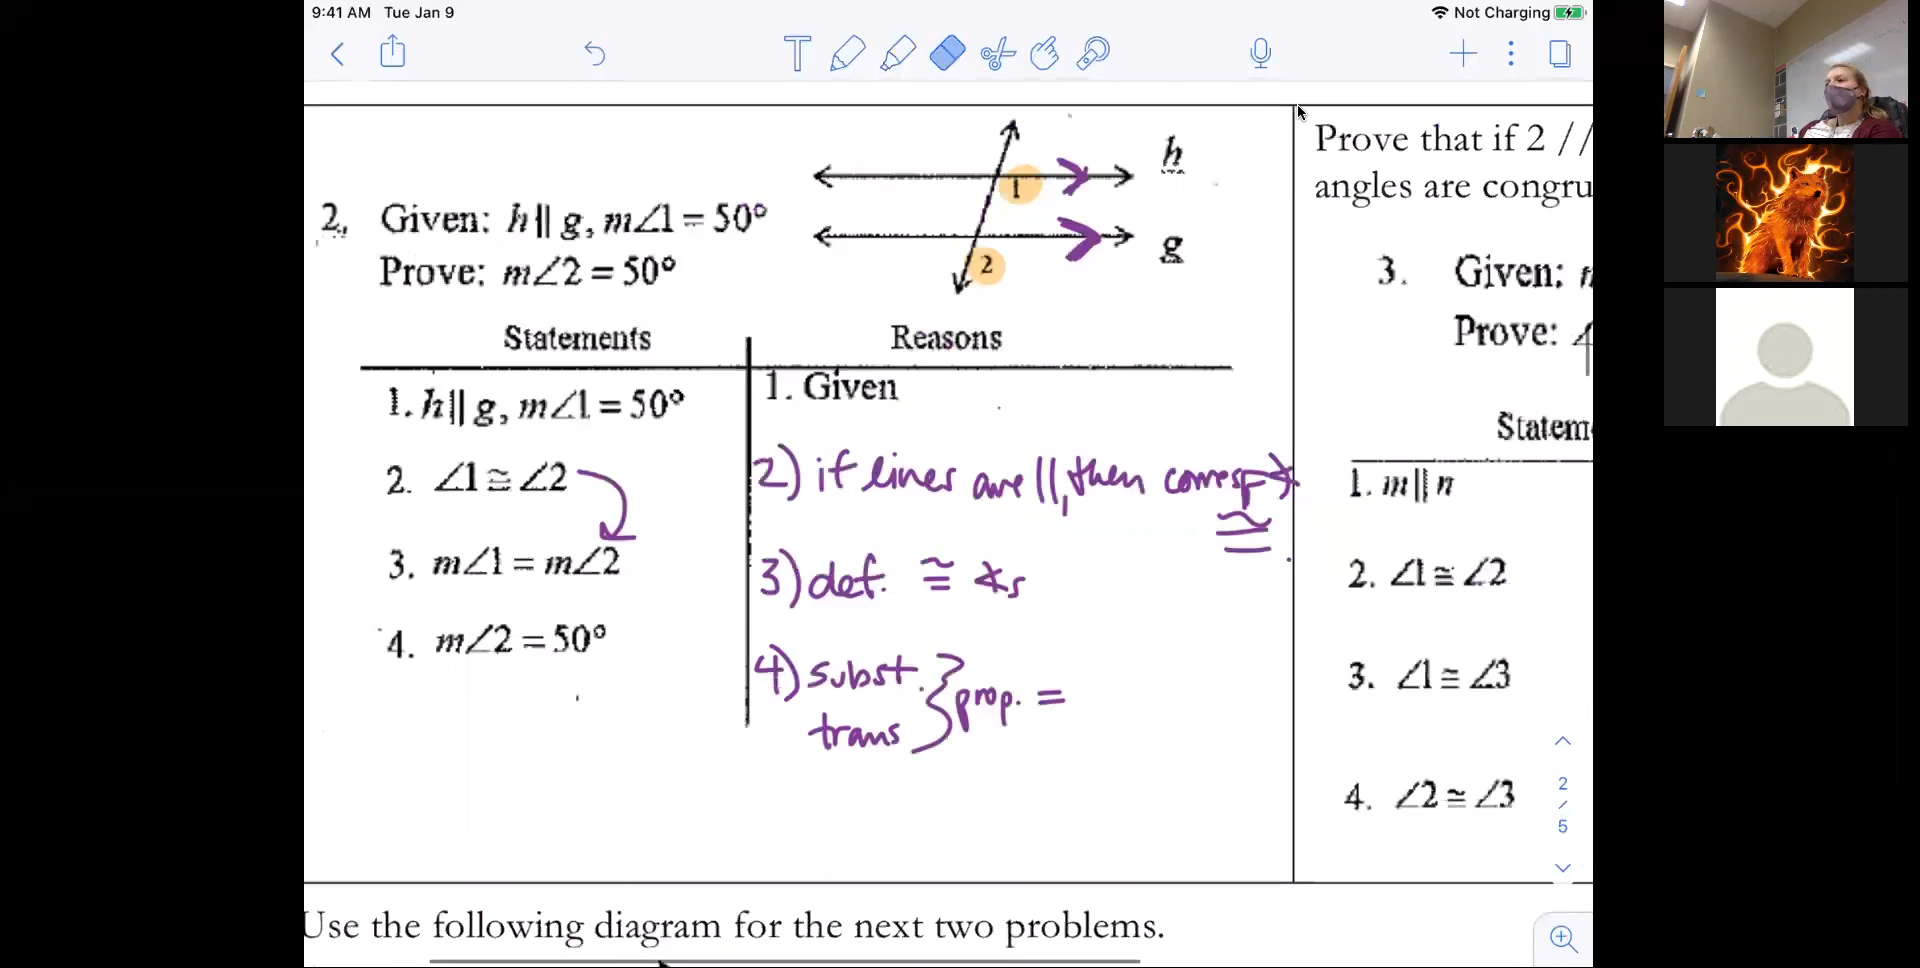 9:41 AM Tue Jan 9
Not Charging
h
1
g
2
2. Given: h ∥ g, m∠1 = 50°
Prove: m∠2 = 50°
Statements
Reasons
1. h ∥ g, m∠1 = 50°
1. Given
2. ∠1 ≅ ∠2
2) if lines are ||, then corresp ∡
≅
3. m∠1 = m∠2
3) def. ≅ ∡s
4. m∠2 = 50°
4) subst.
trans
} prop. =
Use the following diagram for the next two problems.
Prove that if 2 //
angles are congru
3. Given:
Prove:
Statem
1. m ∥ n
2. ∠1 ≅ ∠2
3. ∠1 ≅ ∠3
4. ∠2 ≅ ∠3
2
/
5